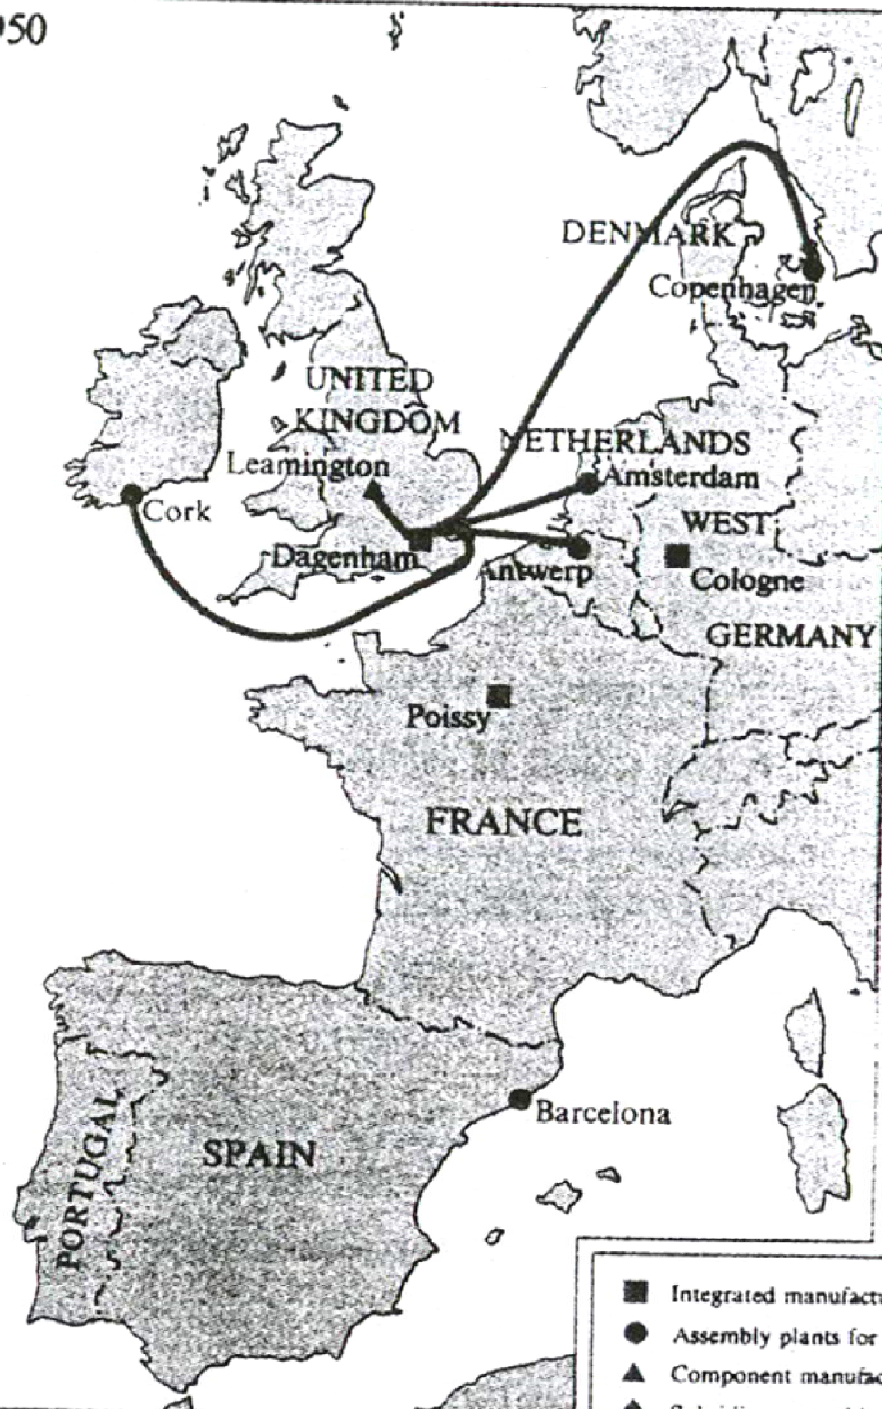 950
DENMARK
Copenhagen
UNITED
KINGDOM
NETHERLANDS
Leamington
Amsterdam
Cork
WEST
Dagenham
Antwerp
Cologne
GERMANY
Poissy
FRANCE
Barcelona
SPAIN
PORTUGAL
Integrated manufactu
Assembly plants for
Component manufac